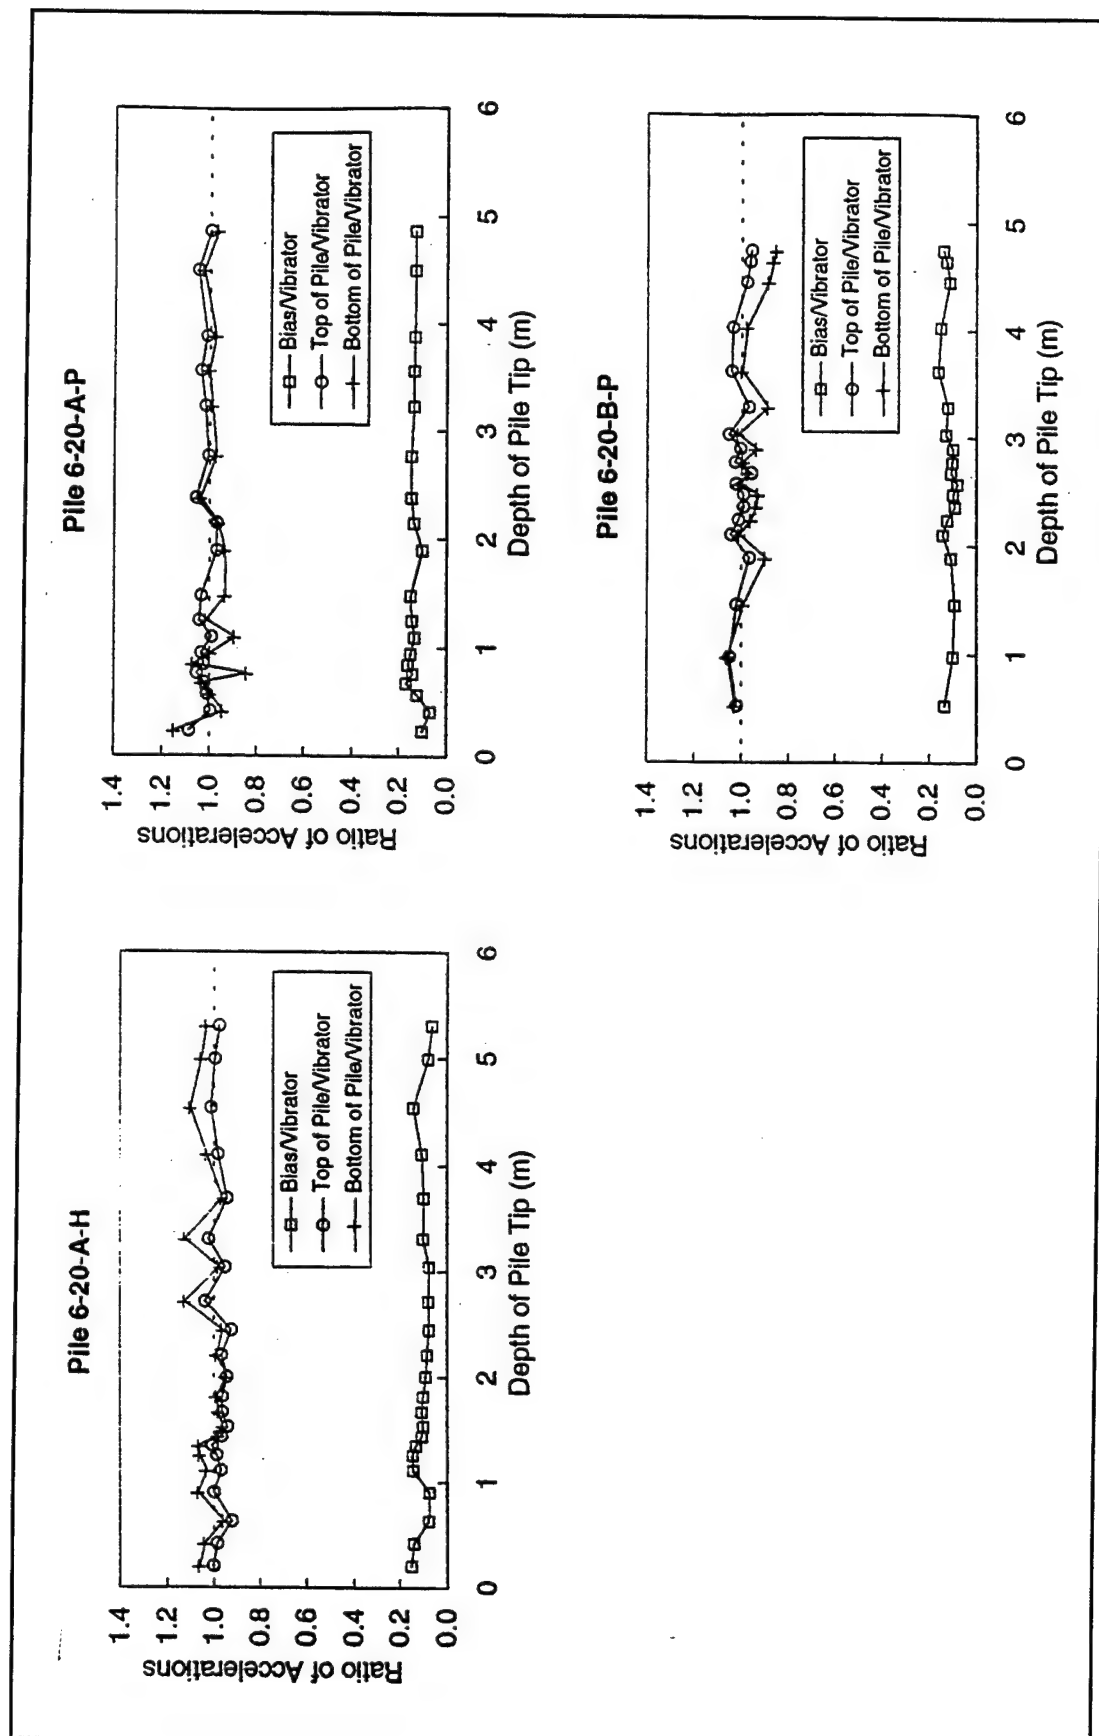 Pile 6-20-A-H
Ratio of Accelerations
1.4
1.2
1.0
0.8
0.6
0.4
0.2
0.0
Bias/Vibrator
Top of Pile/Vibrator
Bottom of Pile/Vibrator
0 1 2 3 4 5 6
Depth of Pile Tip (m)
Pile 6-20-A-P
Ratio of Accelerations
1.4
1.2
1.0
0.8
0.6
0.4
0.2
0.0
Bias/Vibrator
Top of Pile/Vibrator
Bottom of Pile/Vibrator
0 1 2 3 4 5 6
Depth of Pile Tip (m)
Pile 6-20-B-P
Ratio of Accelerations
1.4
1.2
1.0
0.8
0.6
0.4
0.2
0.0
Bias/Vibrator
Top of Pile/Vibrator
Bottom of Pile/Vibrator
0 1 2 3 4 5 6
Depth of Pile Tip (m)